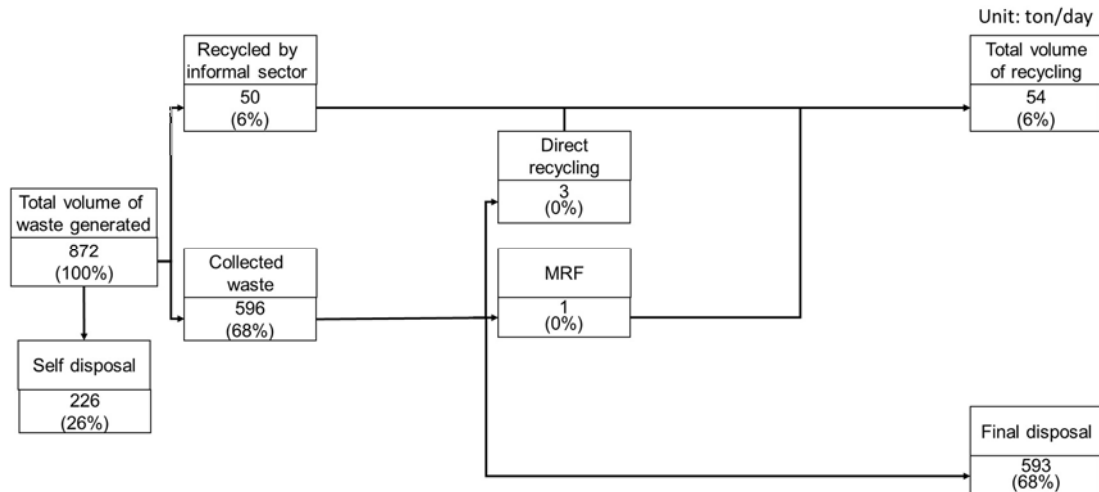 Unit: ton/day
Recycled by
informal sector
50
(6%)
Total volume
of recycling
54
(6%)
Direct
recycling
3
(0%)
Total volume of
waste generated
872
(100%)
Collected
waste
596
(68%)
MRF
1
(0%)
Self disposal
226
(26%)
Final disposal
593
(68%)